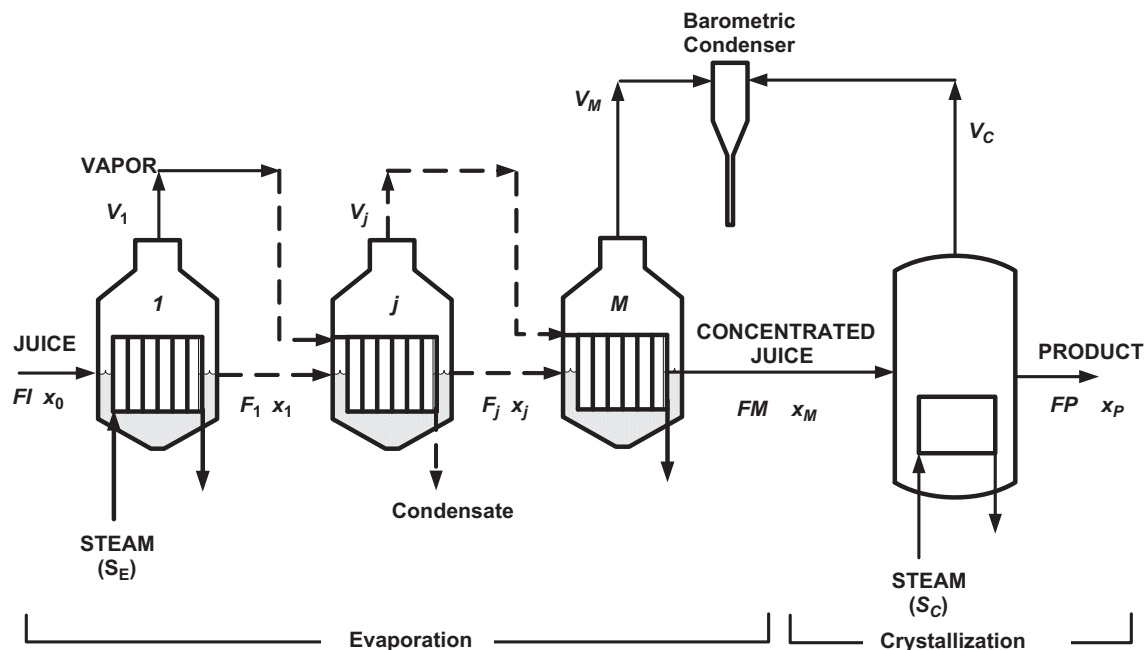 Barometric
Condenser
V_M
V_C
VAPOR
V_1
V_j
1
j
M
JUICE
CONCENTRATED
JUICE
PRODUCT
FI x_0
F_1 x_1
F_j x_j
FM x_M
FP x_P
Condensate
STEAM
(S_E)
STEAM
(S_C)
Evaporation
Crystallization